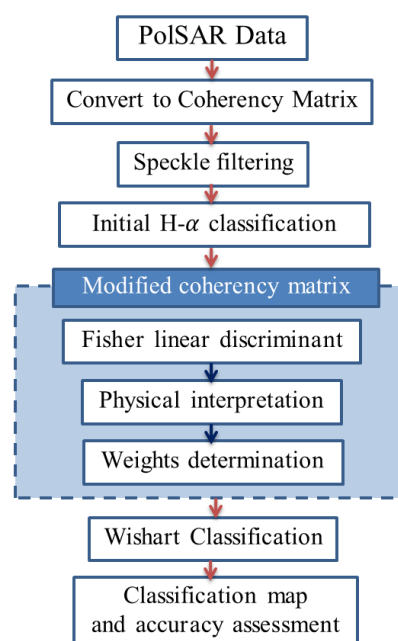 PolSAR Data
Convert to Coherency Matrix
Speckle filtering
Initial H-α classification
Modified coherency matrix
Fisher linear discriminant
Physical interpretation
Weights determination
Wishart Classification
Classification map
and accuracy assessment